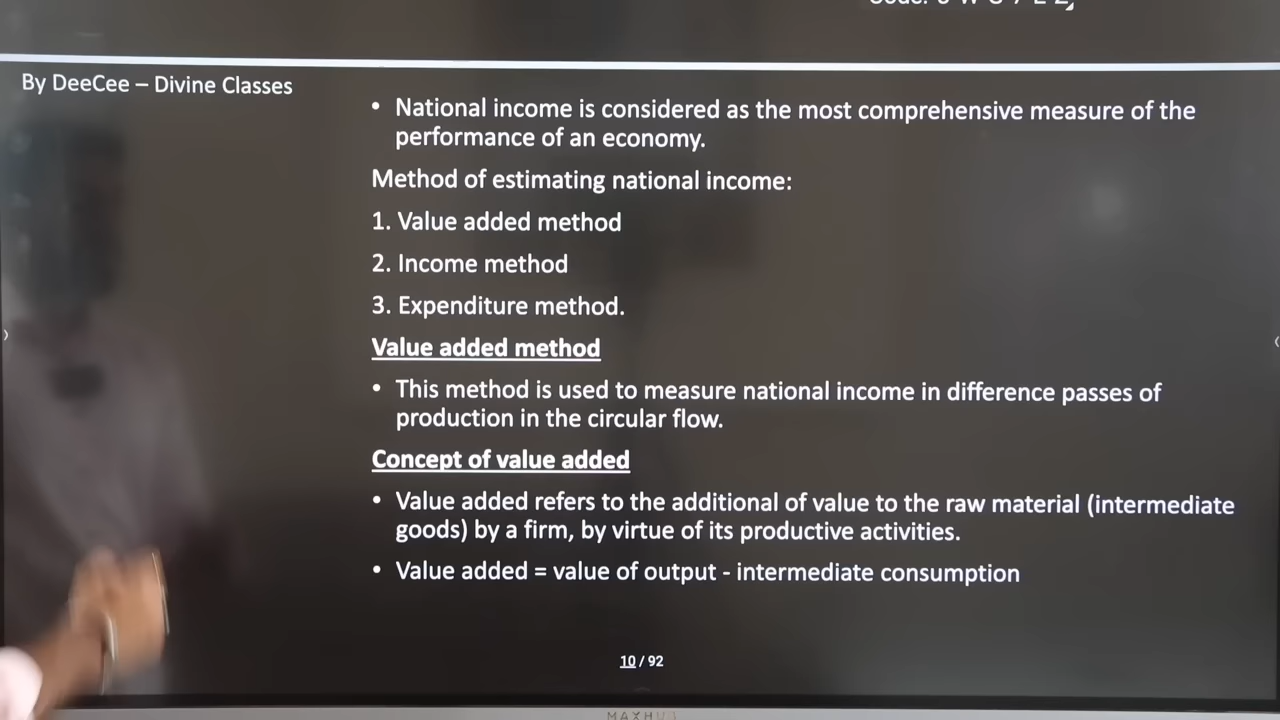 By DeeCee – Divine Classes
• National income is considered as the most comprehensive measure of the
performance of an economy.
Method of estimating national income:
1. Value added method
2. Income method
3. Expenditure method.
Value added method
• This method is used to measure national income in difference passes of
production in the circular flow.
Concept of value added
• Value added refers to the additional of value to the raw material (intermediate
goods) by a firm, by virtue of its productive activities.
• Value added = value of output - intermediate consumption
10 / 92